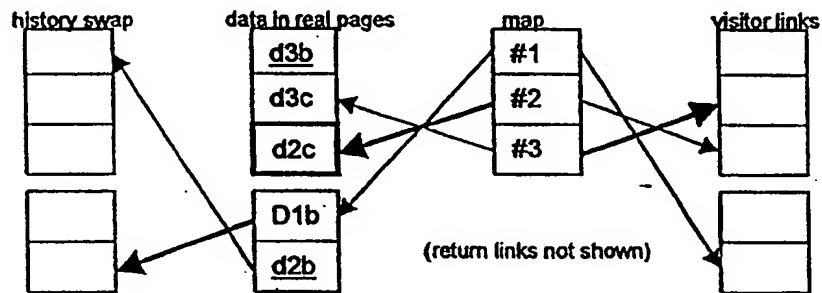 history swap data in real pages map visitor links
d3b #1
d3c #2
d2c #3
D1b
d2b (return links not shown)